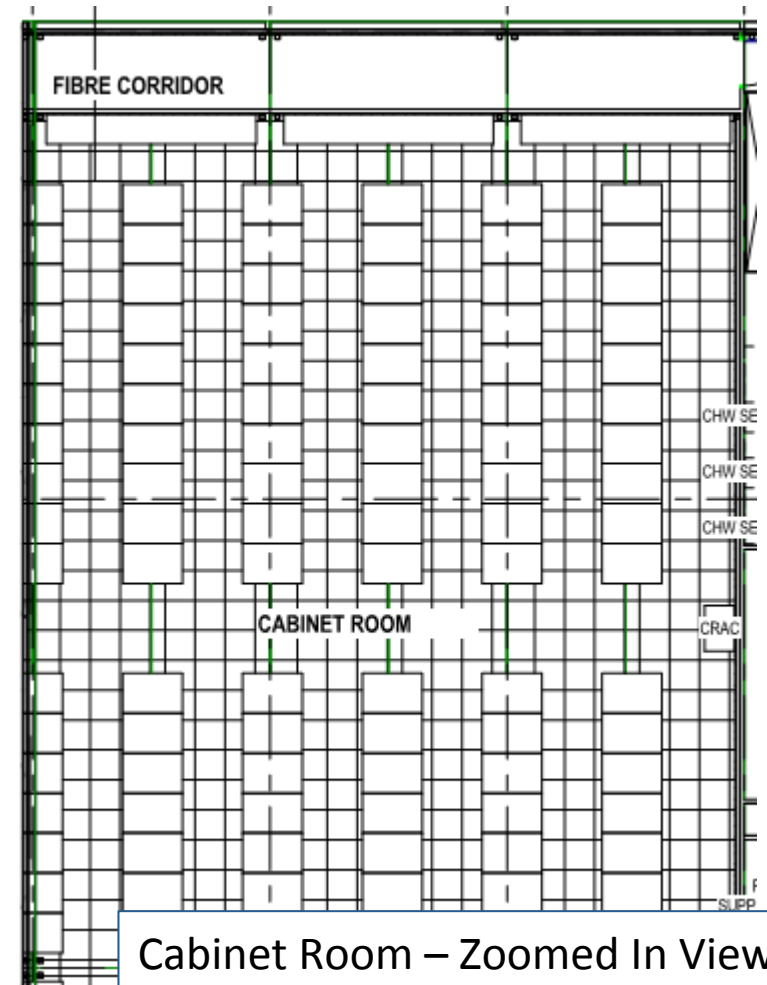 FIBRE CORRIDOR
CHW SE
CHW SE
CHW SE
CABINET ROOM
CRAC
SUPP
Cabinet Room – Zoomed In View